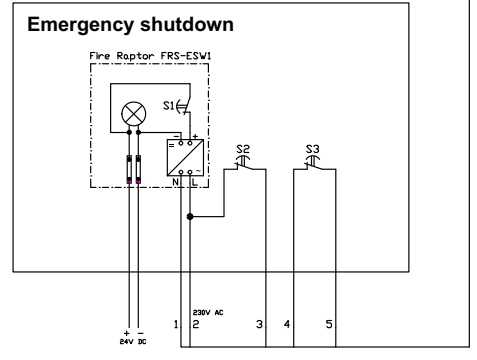 Emergency shutdown
Fire Raptor FRS-ESW1
S1
- +
=
~
S2 S3
N L
230V AC
1 2 3 4 5
+ -
24V DC